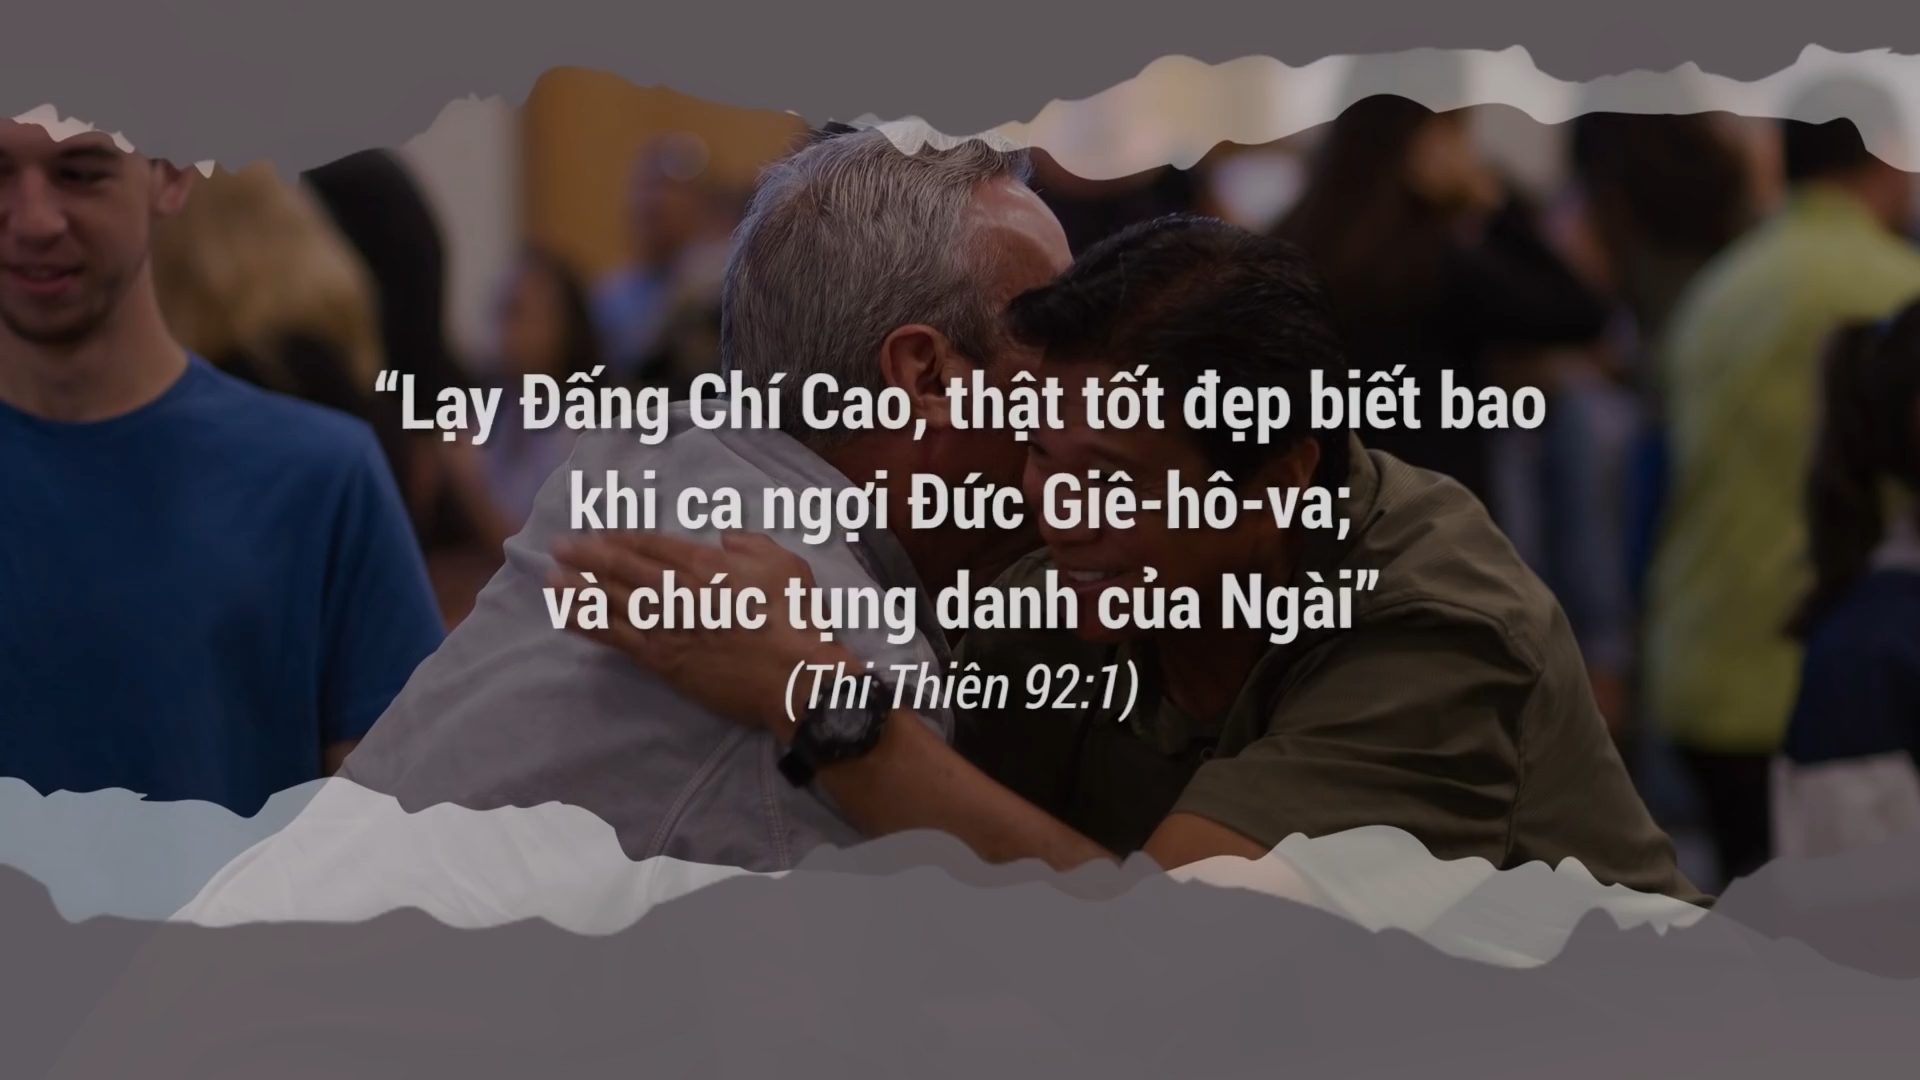 “Lạy Đấng Chí Cao, thật tốt đẹp biết bao
khi ca ngợi Đức Giê-hô-va;
và chúc tụng danh của Ngài”
(Thi Thiên 92:1)